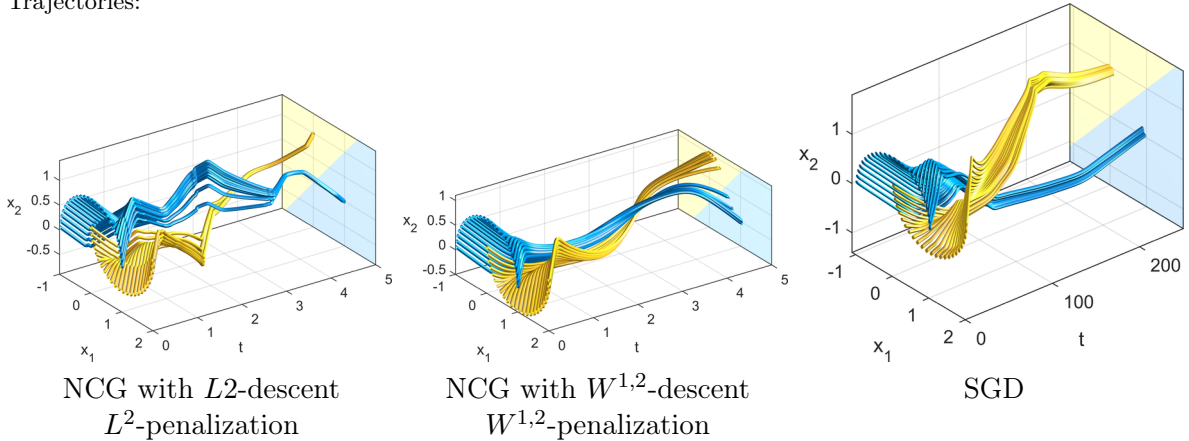 Trajectories:
x2
1
0.5
0
-0.5
-1
0
1
2
x1
0
1
2
3
4
5
t
x2
1
0.5
0
-0.5
-1
0
1
2
x1
0
1
2
3
4
5
t
x2
1
0
-1
-1
0
1
2
x1
0
100
200
t
NCG with L2-descent
L²-penalization
NCG with W^{1,2}-descent
W^{1,2}-penalization
SGD